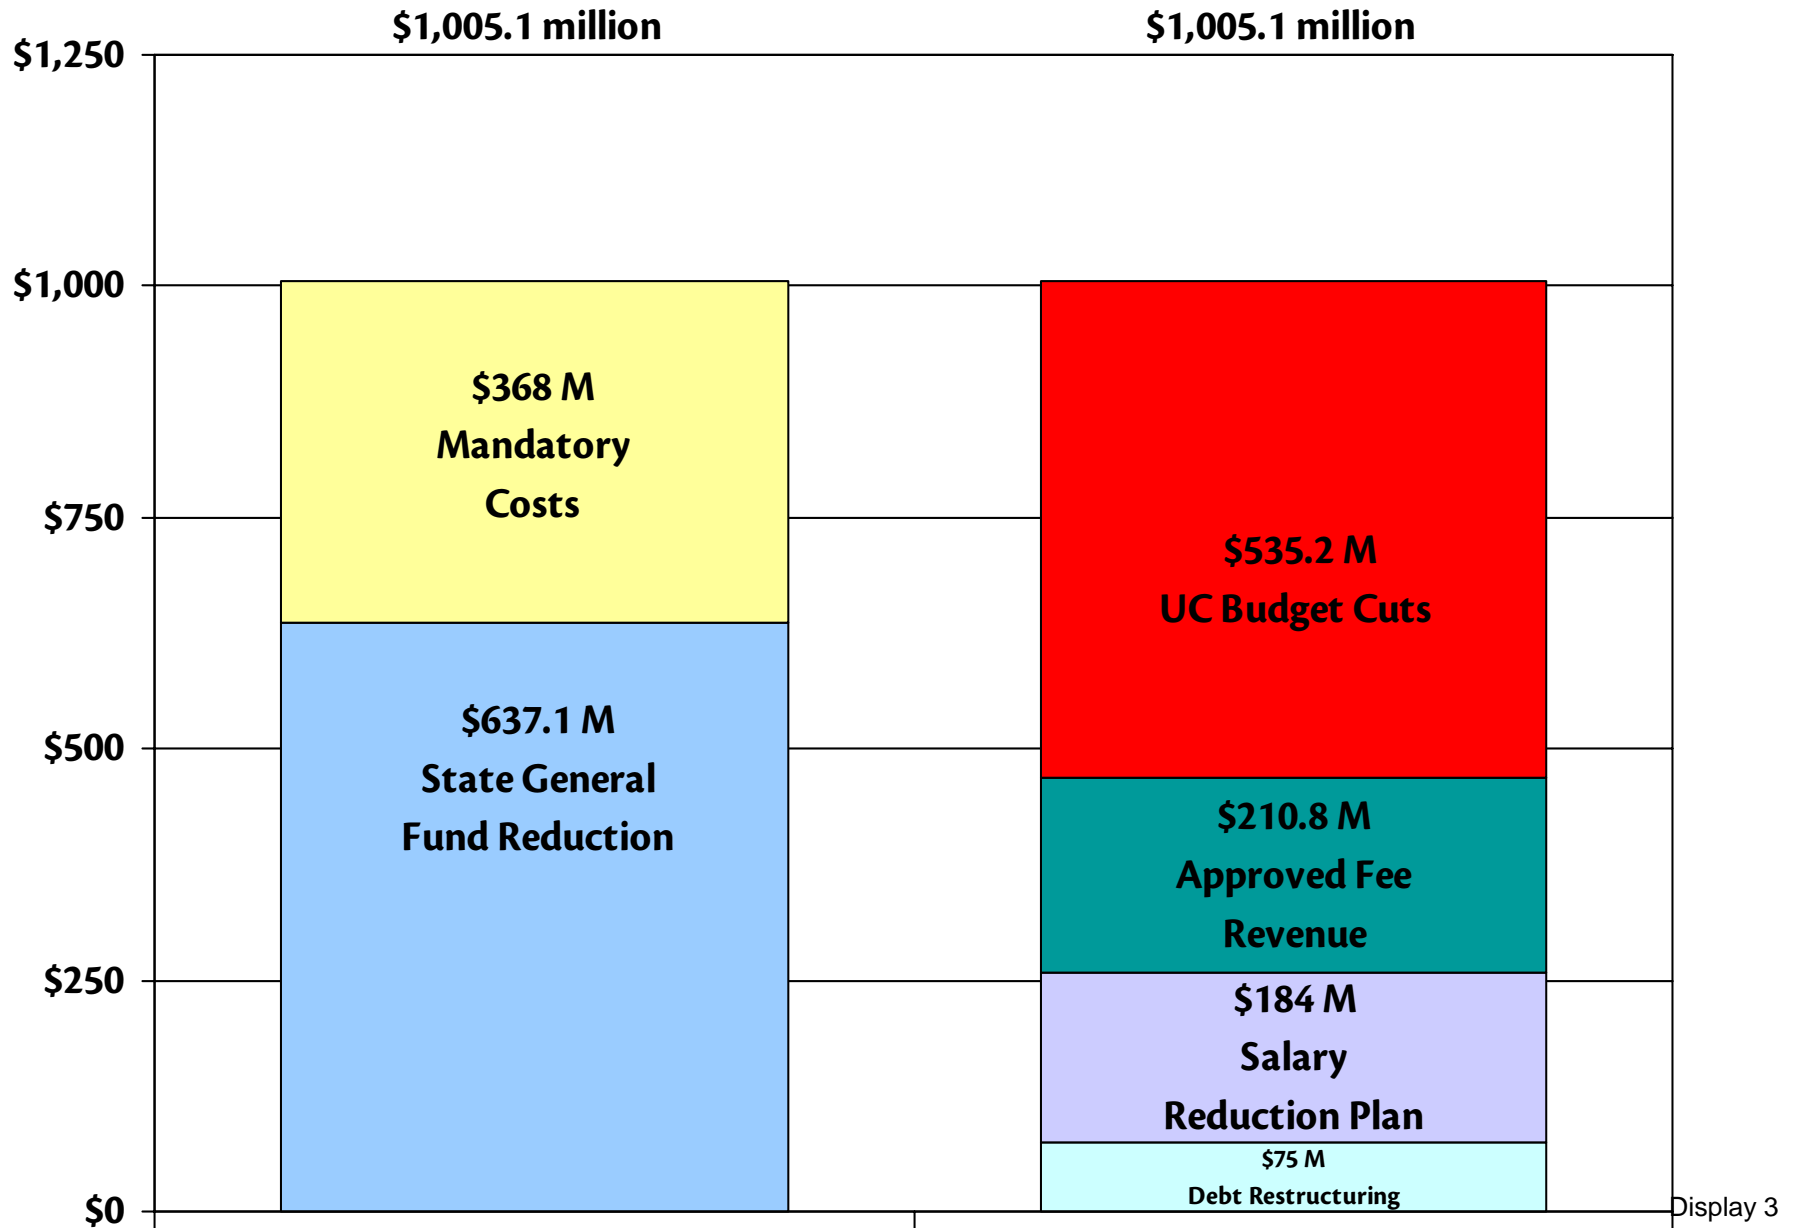 $1,005.1 million
$1,005.1 million
$1,250
$1,000
$750
$500
$250
$0
$368 M
Mandatory
Costs
$637.1 M
State General
Fund Reduction
$535.2 M
UC Budget Cuts
$210.8 M
Approved Fee
Revenue
$184 M
Salary
Reduction Plan
$75 M
Debt Restructuring
Display 3